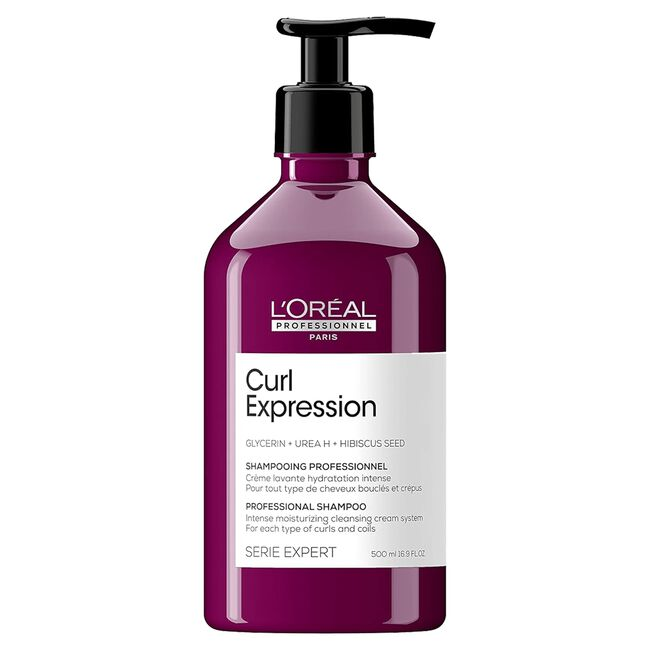 L'ORÉAL
PROFESSIONNEL
PARIS
Curl
Expression
GLYCERIN + UREA H + HIBISCUS SEED
SHAMPOOING PROFESSIONNEL
Crème lavante hydratation intense
Pour tout type de cheveux bouclés et crépus
PROFESSIONAL SHAMPOO
Intense moisturizing cleansing cream system
For each type of curls and coils
SERIE EXPERT
500 ml 16.9 FL.OZ.